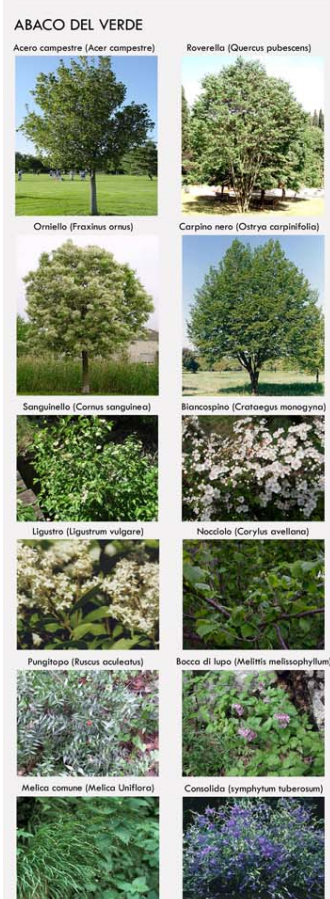 ABACO DEL VERDE
Acero campestre (Acer campestre)
Roverella (Quercus pubescens)
Orniello (Fraxinus ornus)
Carpino nero (Ostrya carpinifolia)
Sanguinello (Cornus sanguinea)
Biancospino (Crataegus monogyna)
Ligustro (Ligustrum vulgare)
Nocciolo (Corylus avellana)
Pungitopo (Ruscus aculeatus)
Bocca di lupo (Melittis melissophyllum)
Melica comune (Melica Uniflora)
Consolida (symphytum tuberosum)